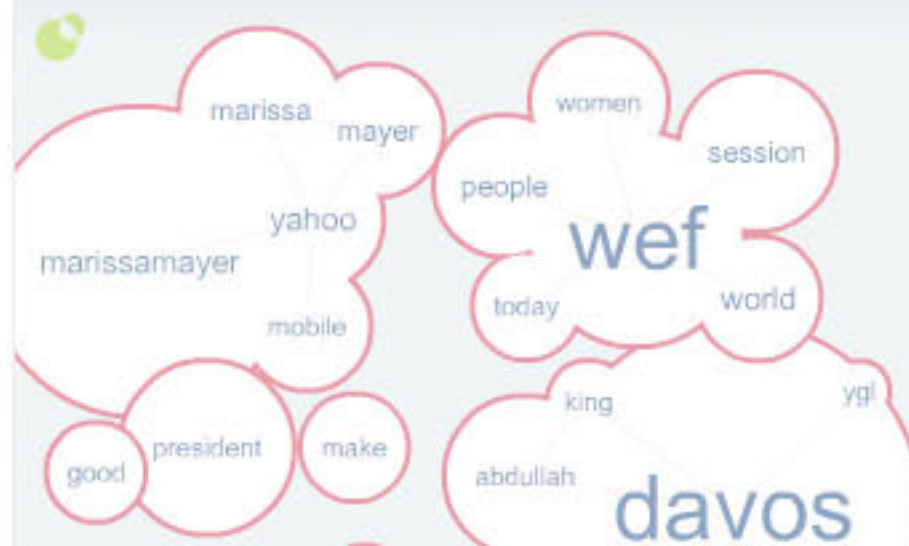 marissa
mayer
yahoo
marissamayer
mobile
women
session
people
wef
today
world
president
good
make
king
ygl
abdullah
davos